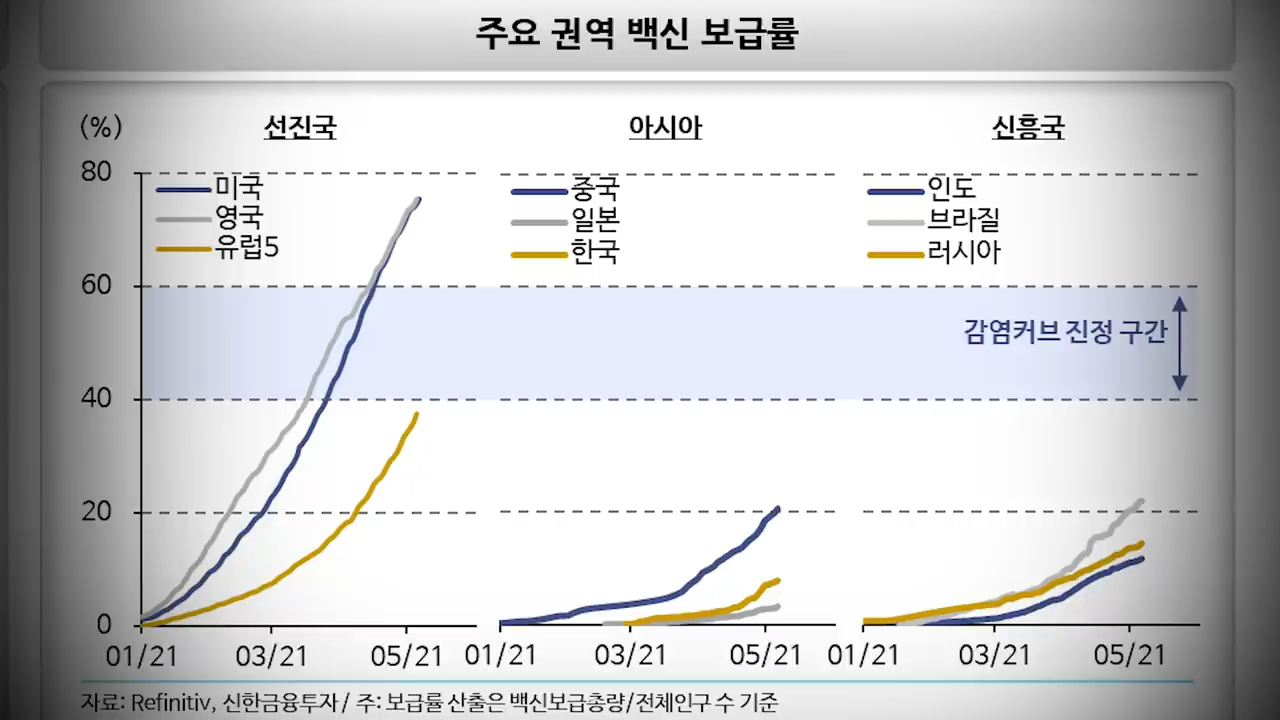 주요 권역 백신 보급률
(%)
선진국
아시아
신흥국
80
60
40
20
0
미국
영국
유럽5
중국
일본
한국
인도
브라질
러시아
감염커브 진정 구간
01/21 03/21 05/21 01/21 03/21 05/21 01/21 03/21 05/21
자료: Refinitiv, 신한금융투자 / 주: 보급률 산출은 백신보급총량/전체인구 수 기준